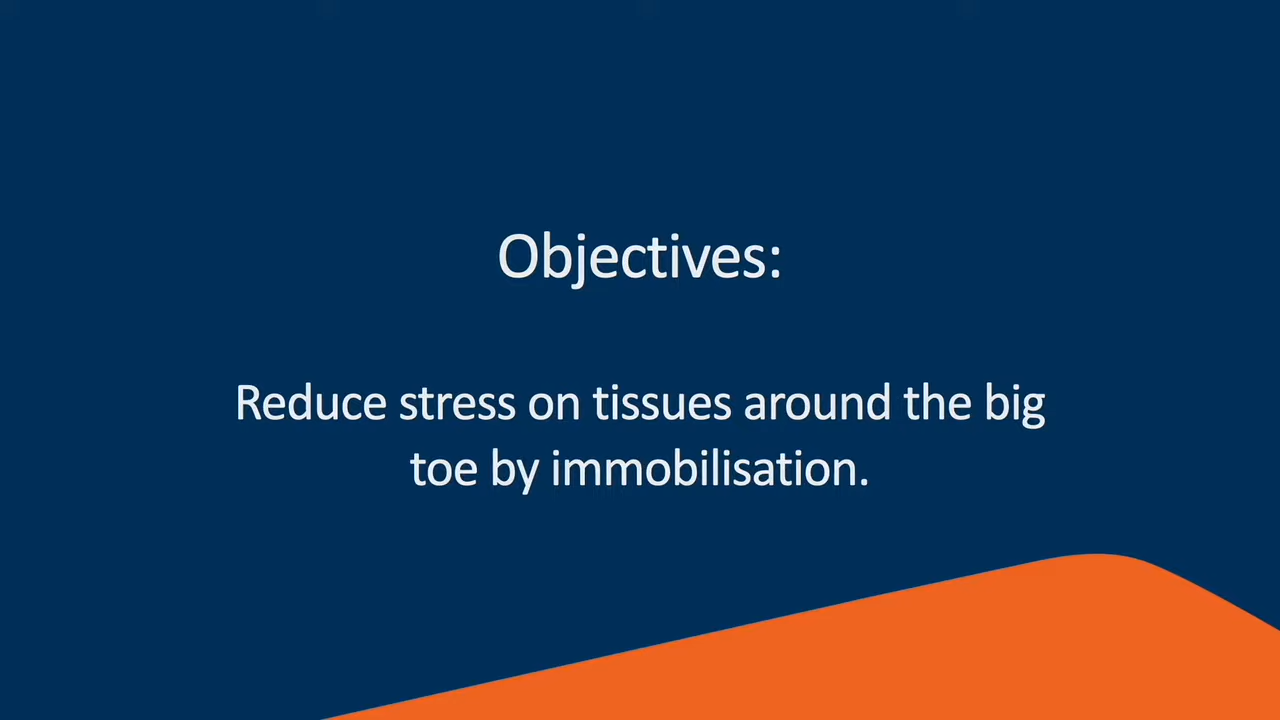 Objectives:
Reduce stress on tissues around the big
toe by immobilisation.